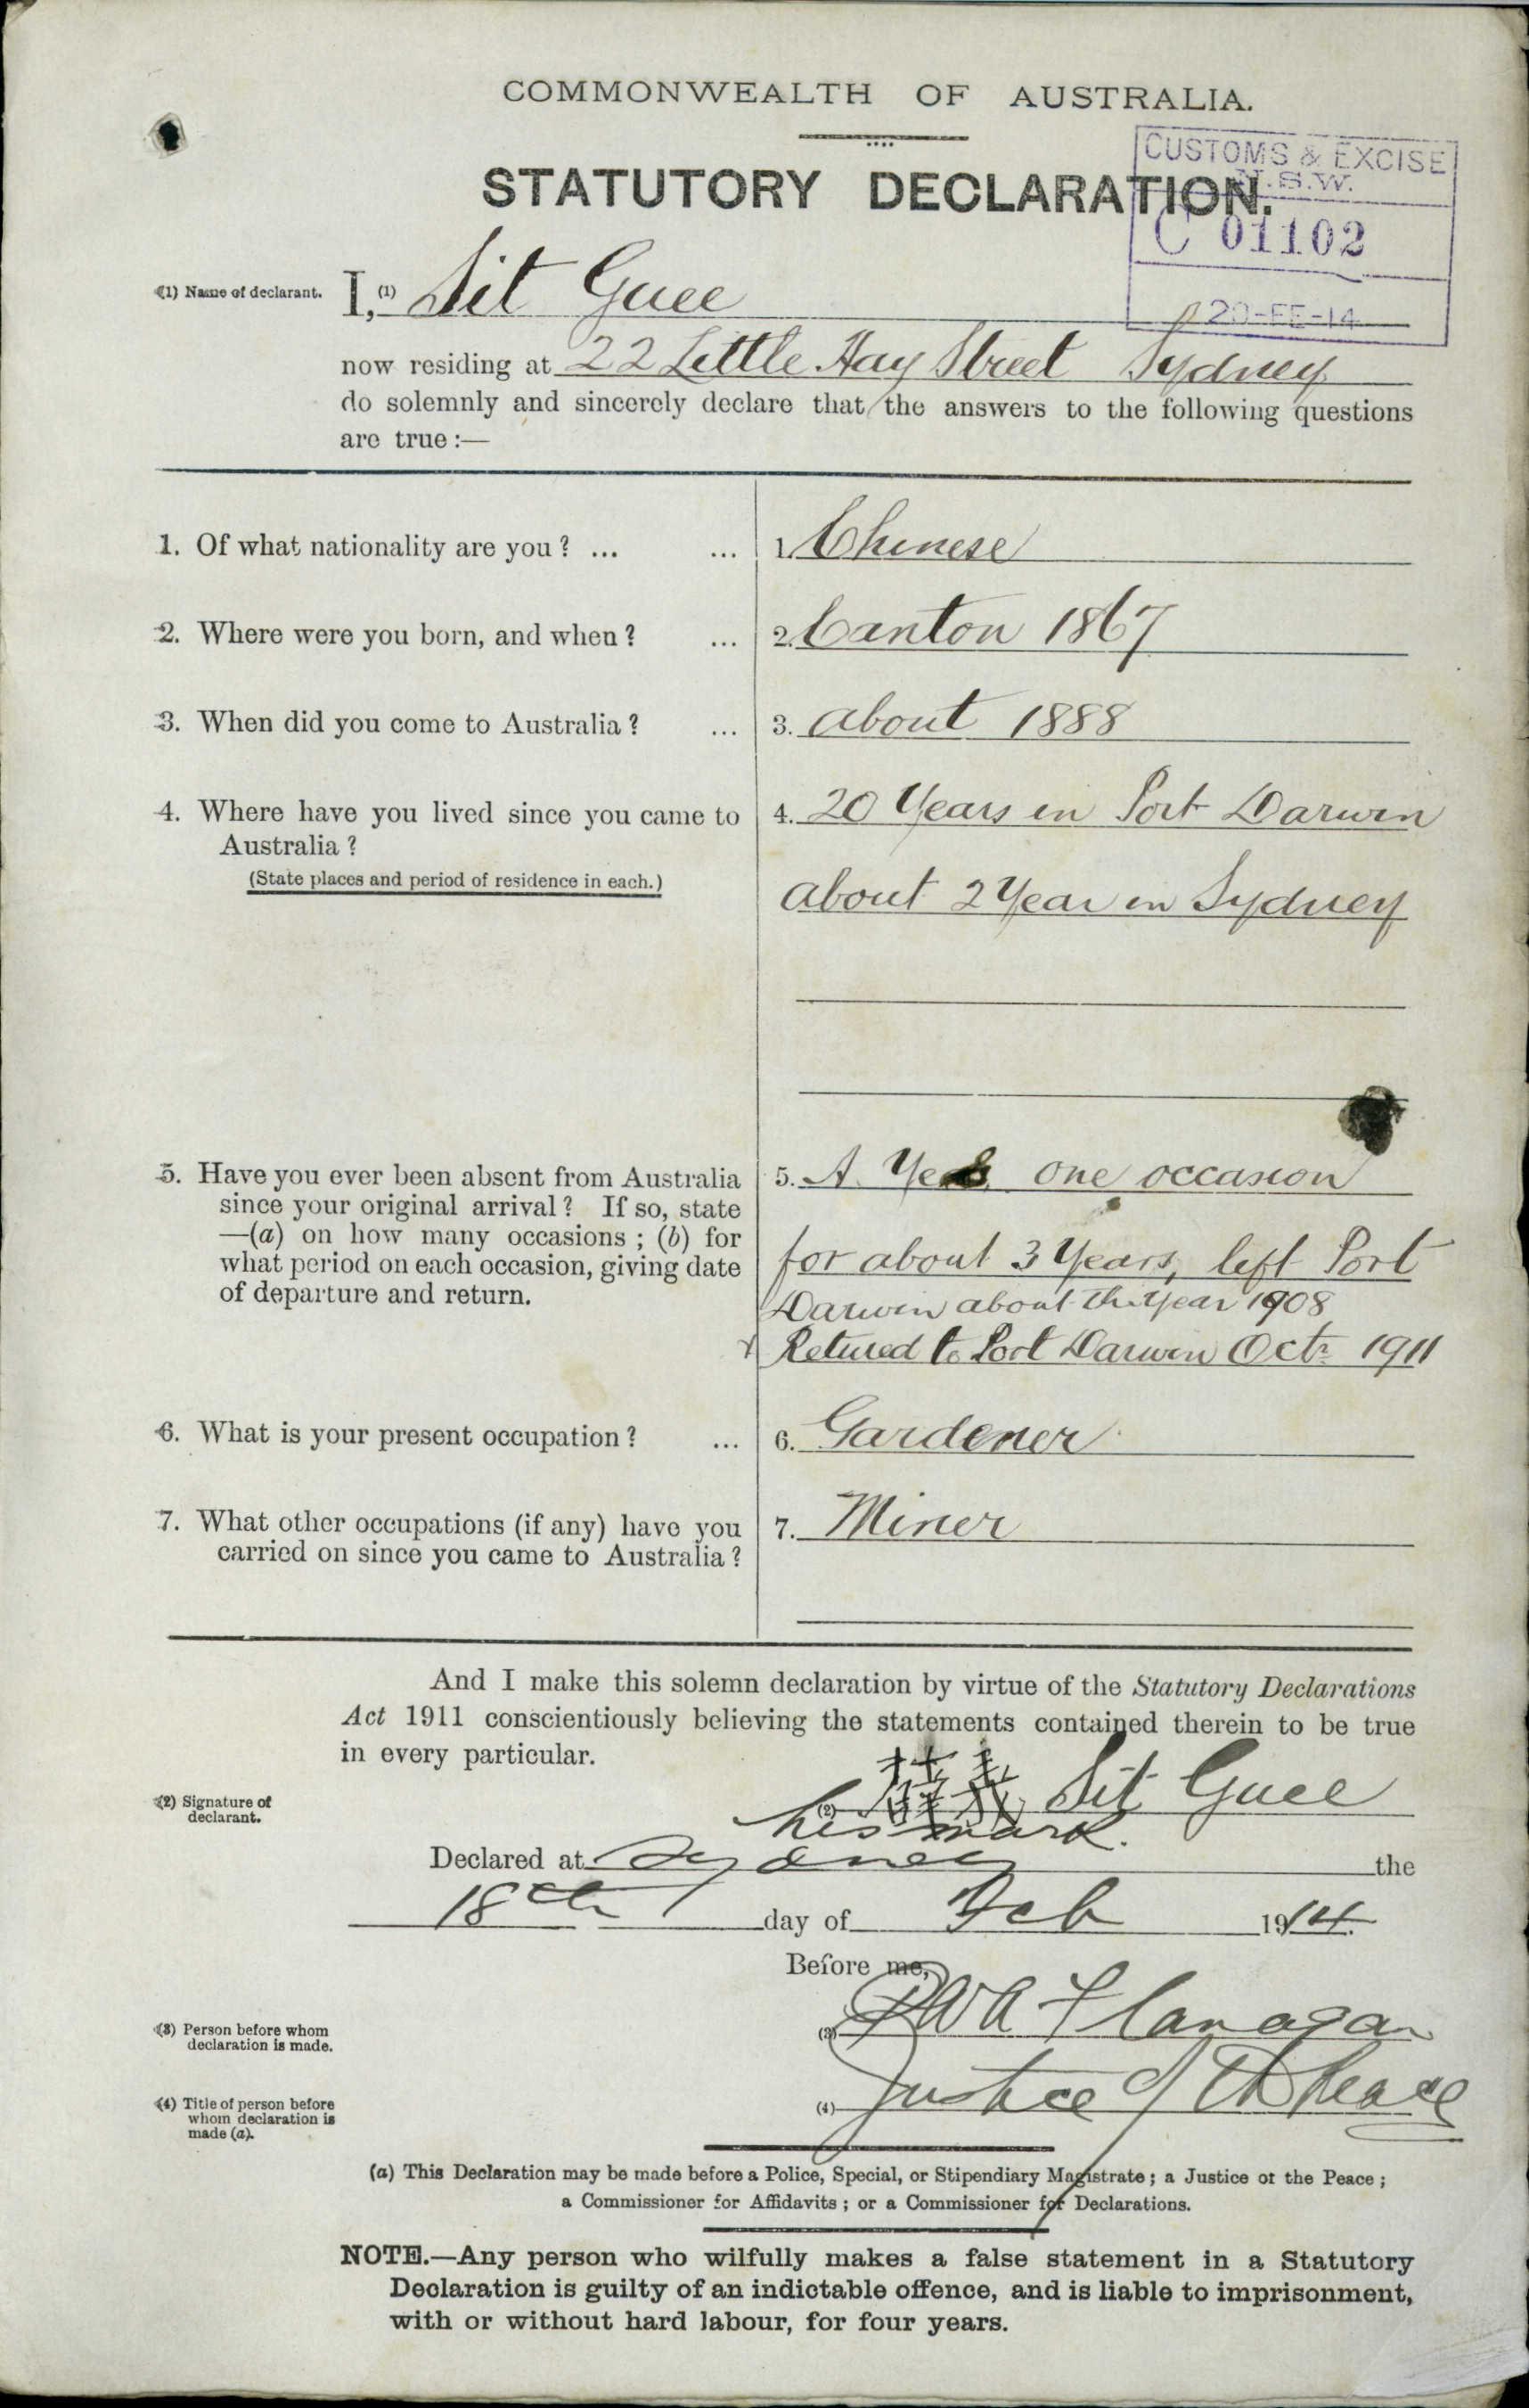 COMMONWEALTH OF AUSTRALIA.
STATUTORY DECLARATION.
CUSTOMS & EXCISE
N.S.W.
C 01102
20-FE-14
(1) Name of declarant. I, (1) Sit Guee
now residing at 22 Little Hay Street Sydney
do solemnly and sincerely declare that the answers to the following questions
are true :—
1. Of what nationality are you ? ... ... 1. Chinese
2. Where were you born, and when ? ... 2. Canton 1867
3. When did you come to Australia ? ... 3. about 1888
4. Where have you lived since you came to 4. 20 Years in Port Darwin
Australia ?
(State places and period of residence in each.)
about 2 Year in Sydney
5. Have you ever been absent from Australia 5. A. Yes one occasion
since your original arrival ? If so, state
—(a) on how many occasions ; (b) for
what period on each occasion, giving date for about 3 Years, left Port
of departure and return. Darwin about the year 1908
Retured to Port Darwin Oct. 1911
6. What is your present occupation ? ... 6. Gardener
7. What other occupations (if any) have you 7. Miner
carried on since you came to Australia ?
And I make this solemn declaration by virtue of the Statutory Declarations
Act 1911 conscientiously believing the statements contained therein to be true
in every particular.
(2) Signature of
declarant.
(2) 薛義 Sit Guee
his mark.
Declared at Sydney the
18th day of Feb 1914.
Before me,
(3) Person before whom
declaration is made.
(3) Flanagan
(4) Title of person before
whom declaration is
made (a).
(4) Justice of the Peace
(a) This Declaration may be made before a Police, Special, or Stipendiary Magistrate ; a Justice of the Peace ;
a Commissioner for Affidavits ; or a Commissioner for Declarations.
NOTE.—Any person who wilfully makes a false statement in a Statutory
Declaration is guilty of an indictable offence, and is liable to imprisonment,
with or without hard labour, for four years.